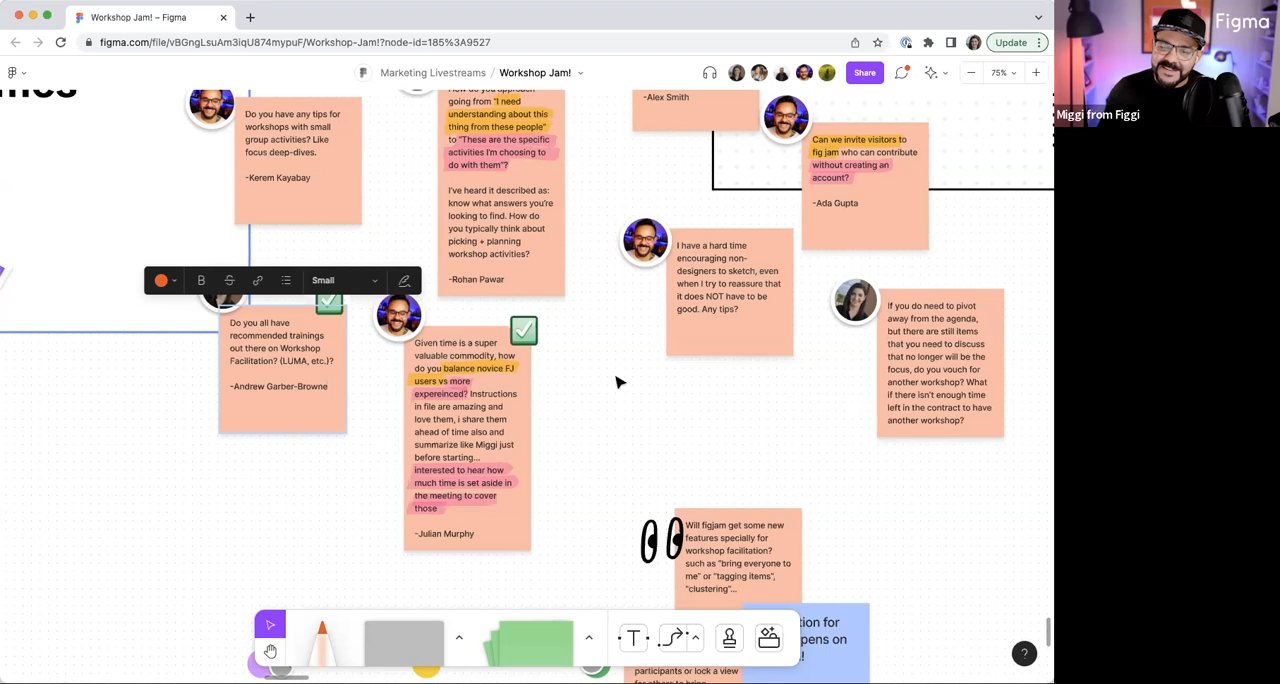 Workshop Jam! – Figma
figma.com/file/vBGngLsuAm3iqU874mypuF/Workshop-Jam!?node-id=185%3A9527
Update
Marketing Livestreams / Workshop Jam!
Share
75%
Figma
Miggi from Figgi
Do you have any tips for
workshops with small
group activities? Like
focus deep-dives.
-Kerem Kayabay
How do you approach
going from "I need
understanding about this
thing from these people"
to "These are the specific
activities I'm choosing to
do with them"?
I've heard it described as:
know what answers you're
looking to find. How do
you typically think about
picking + planning
workshop activities?
-Rohan Pawar
-Alex Smith
Can we invite visitors to
fig jam who can contribute
without creating an
account?
-Ada Gupta
I have a hard time
encouraging non-
designers to sketch, even
when I try to reassure that
it does NOT have to be
good. Any tips?
If you do need to pivot
away from the agenda,
but there are still items
that you need to discuss
that no longer will be the
focus, do you vouch for
another workshop? What
if there isn't enough time
left in the contract to have
another workshop?
B
S
Small
Do you all have
recommended trainings
out there on Workshop
Facilitation? (LUMA, etc.)?
-Andrew Garber-Browne
Given time is a super
valuable commodity, how
do you balance novice FJ
users vs more
expereinced? Instructions
in file are amazing and
love them, i share them
ahead of time also and
summarize like Miggi just
before starting...
interested to hear how
much time is set aside in
the meeting to cover
those
-Julian Murphy
Will figjam get some new
features specially for
workshop facilitation?
such as "bring everyone to
me" or "tagging items",
"clustering"...
tion for
pens on
!
participants or lock a view
T
?